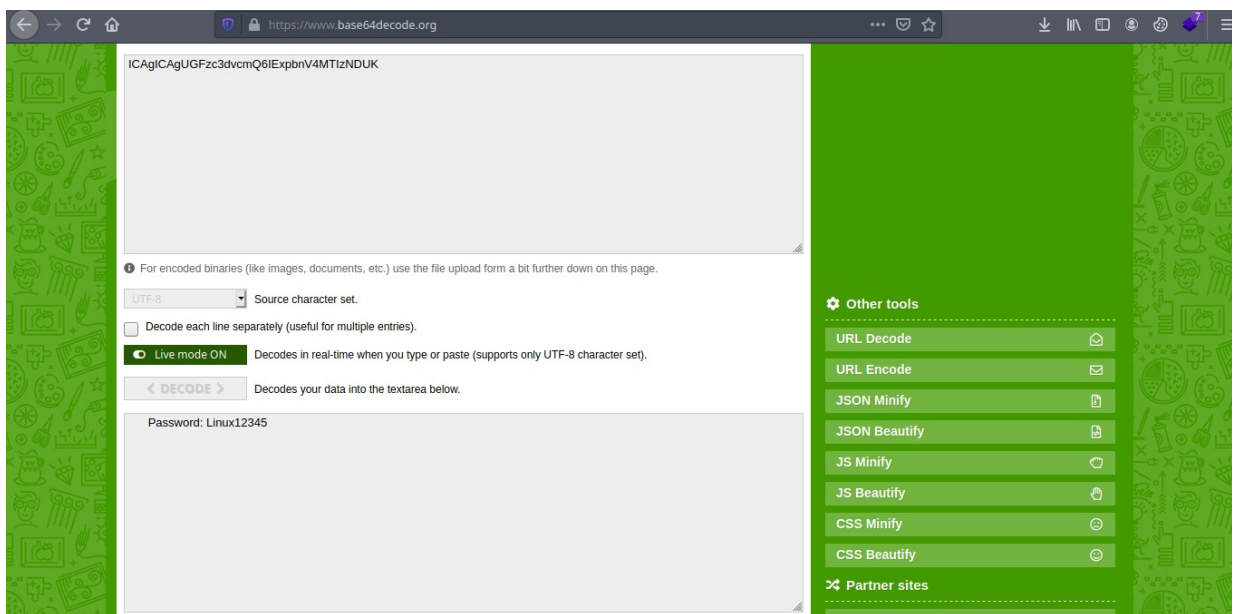 https://www.base64decode.org
7
ICAgICAgUGFzc3dvcmQ6IExpbnV4MTIzNDUK
For encoded binaries (like images, documents, etc.) use the file upload form a bit further down on this page.
UTF-8 Source character set.
Decode each line separately (useful for multiple entries).
Live mode ON Decodes in real-time when you type or paste (supports only UTF-8 character set).
< DECODE > Decodes your data into the textarea below.
Password: Linux12345
Other tools
URL Decode
URL Encode
JSON Minify
JSON Beautify
JS Minify
JS Beautify
CSS Minify
CSS Beautify
Partner sites